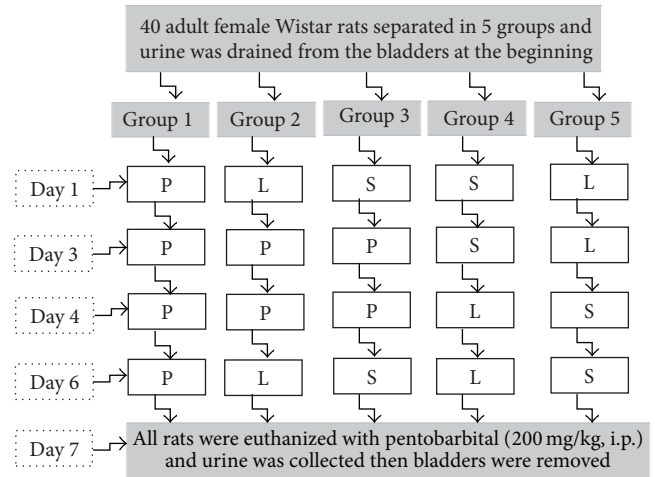 40 adult female Wistar rats separated in 5 groups and
urine was drained from the bladders at the beginning
Group 1 Group 2 Group 3 Group 4 Group 5
Day 1 P L S S L
Day 3 P P P S L
Day 4 P P P L S
Day 6 P L S L S
Day 7
All rats were euthanized with pentobarbital (200 mg/kg, i.p.)
and urine was collected then bladders were removed